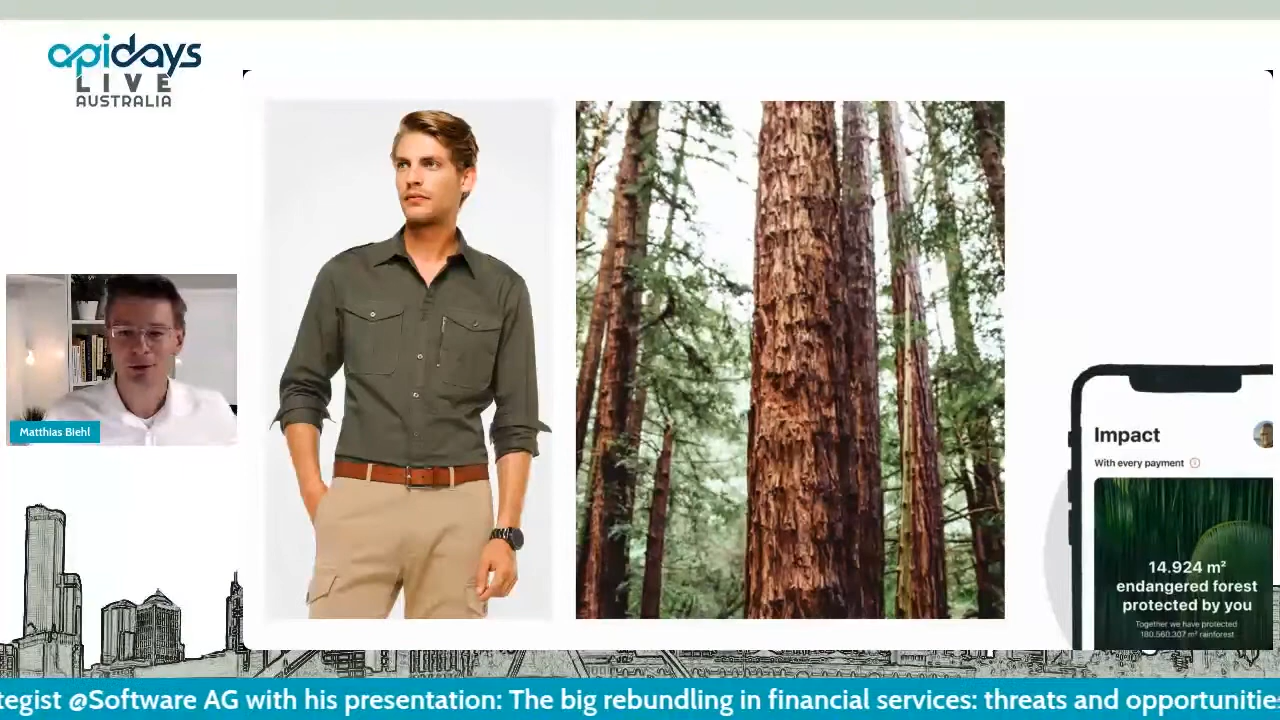 apidays
LIVE
AUSTRALIA
Matthias Biehl
Impact
With every payment
14.924 m²
endangered forest
protected by you
Together we have protected
180.560.307 m² rainforest
tegist @Software AG with his presentation: The big rebundling in financial services: threats and opportunities